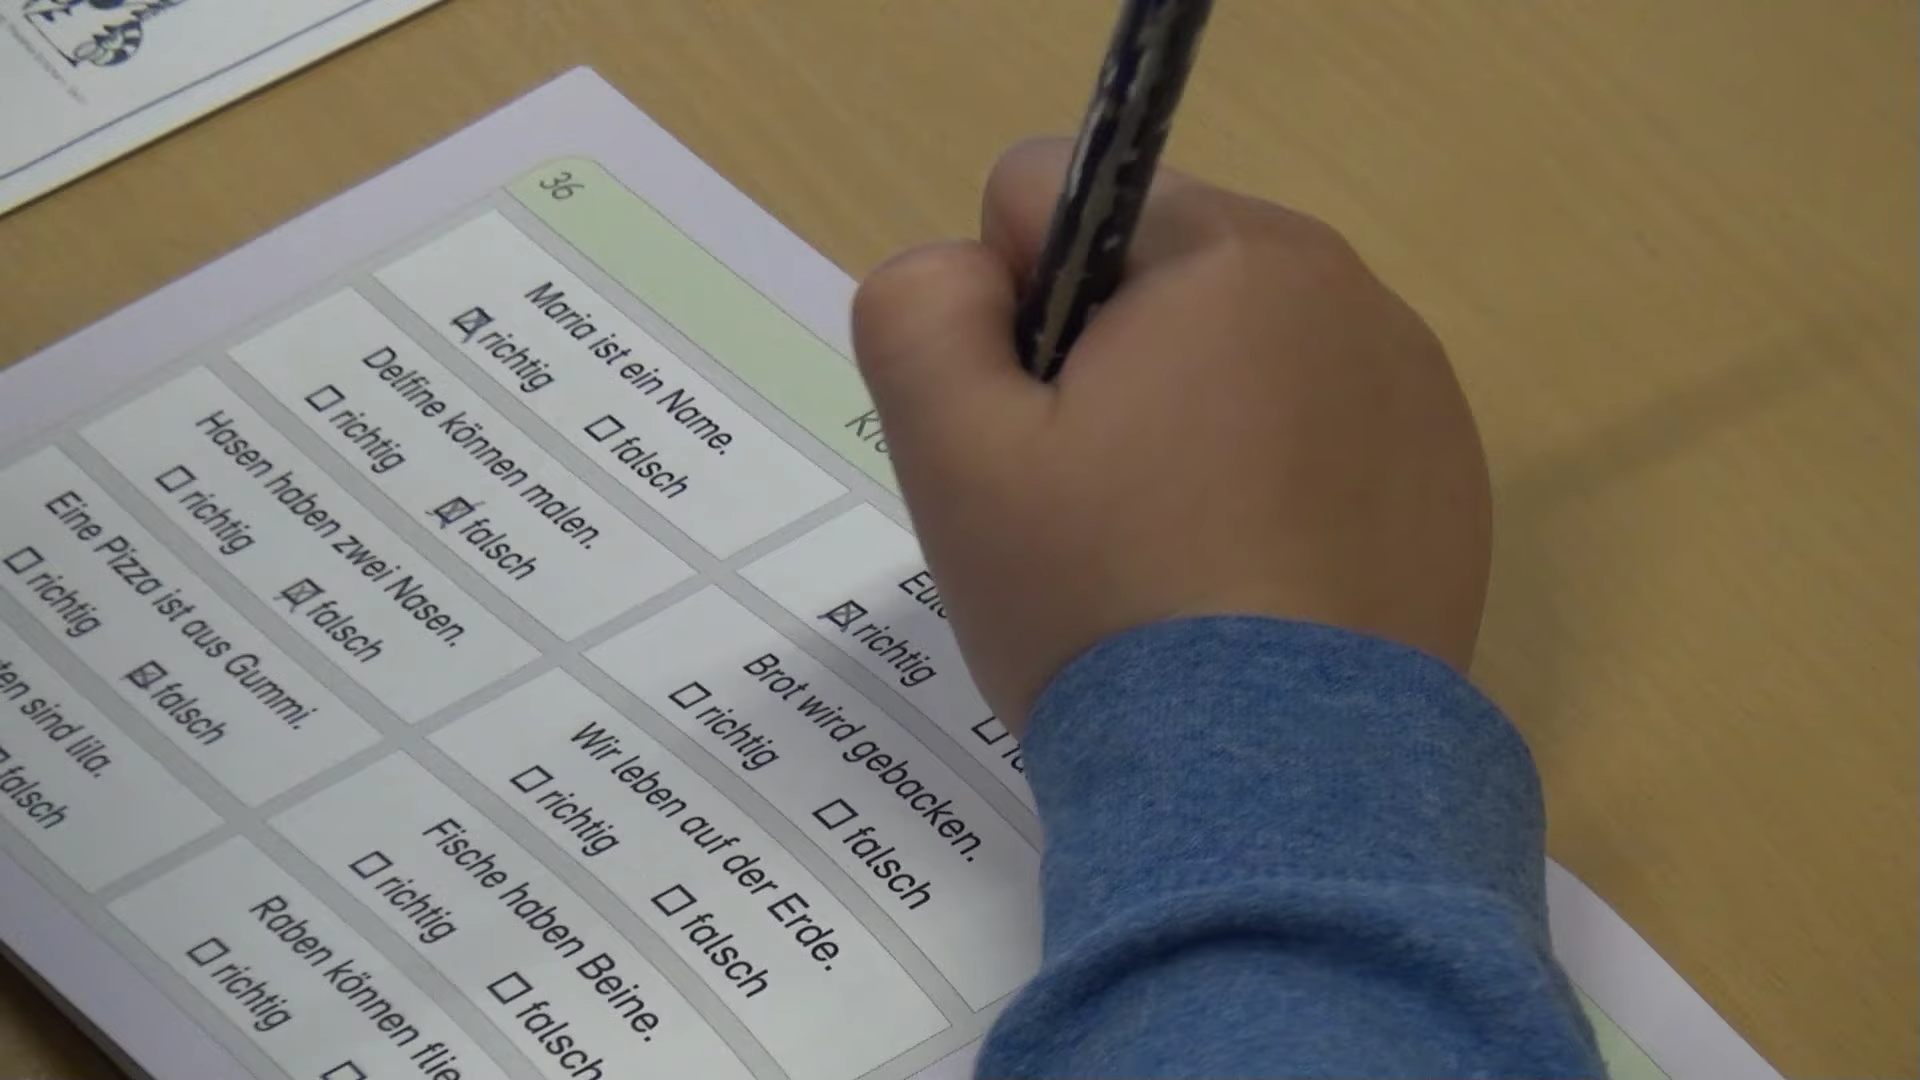 36
Maria ist ein Name.
richtig falsch
Delfine können malen.
richtig falsch
Hasen haben zwei Nasen.
richtig falsch
Eine Pizza ist aus Gummi.
richtig falsch
sind lila.
falsch
richtig
Brot wird gebacken.
richtig falsch
Wir leben auf der Erde.
richtig falsch
Fische haben Beine.
richtig falsch
Raben können
richtig